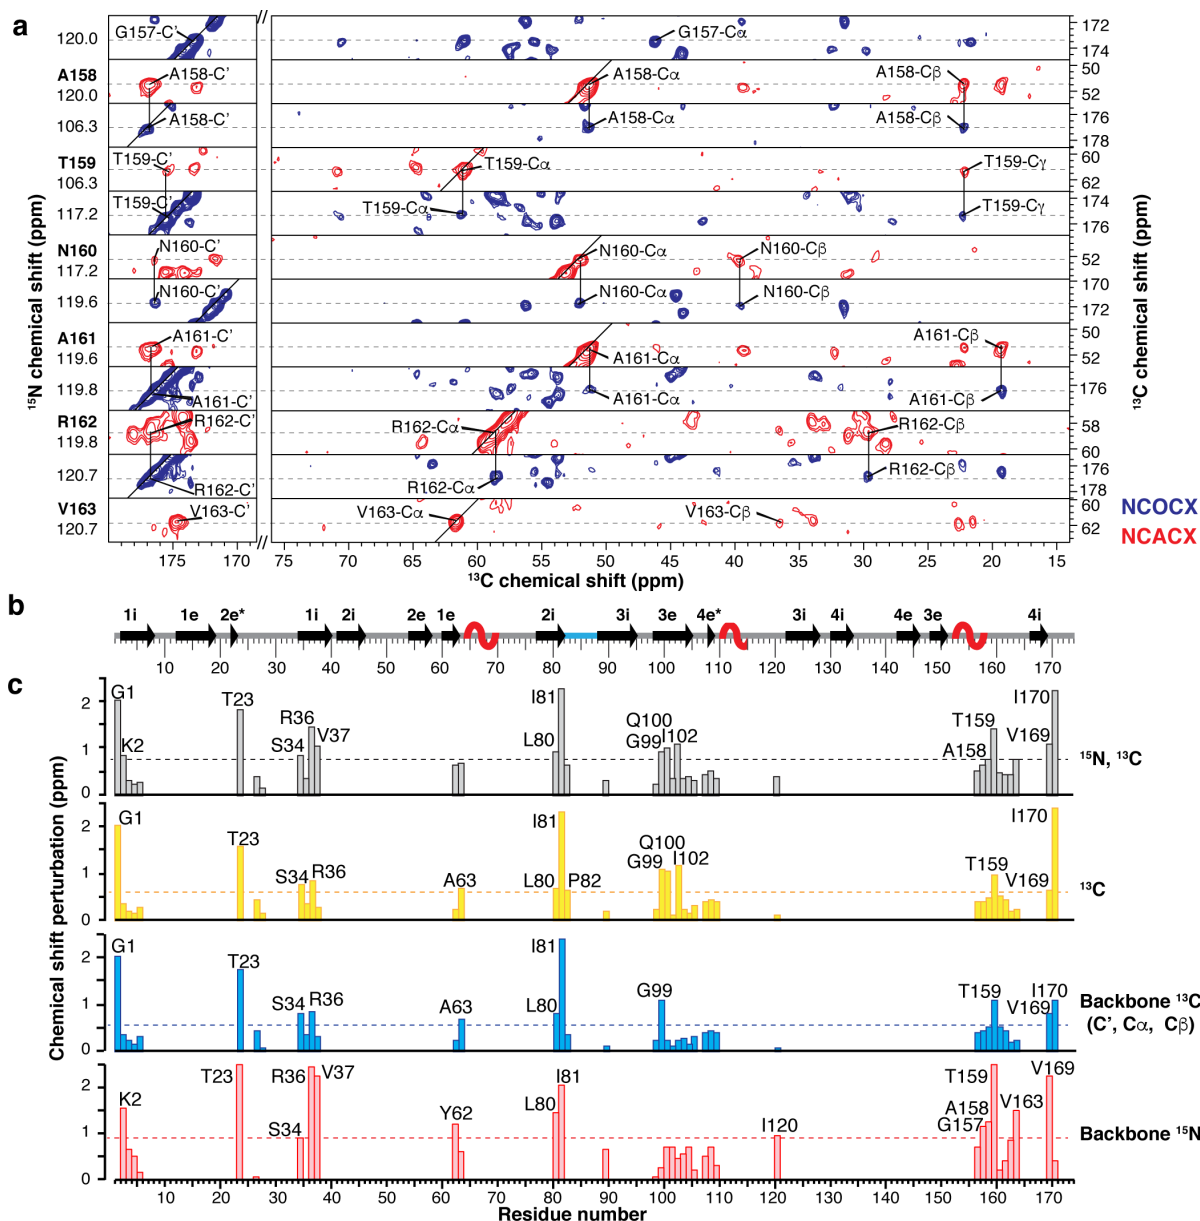 a
120.0
G157-C'
G157-Cα
172
174
A158
120.0
A158-C'
A158-Cα
A158-Cβ
50
52
106.3
A158-C'
A158-Cα
A158-Cβ
176
178
T159
106.3
T159-C'
T159-Cα
T159-Cγ
60
62
117.2
T159-C'
T159-Cα
T159-Cγ
174
176
N160
117.2
N160-C'
N160-Cα
N160-Cβ
52
119.6
N160-C'
N160-Cα
N160-Cβ
170
172
A161
119.6
A161-C'
A161-Cα
A161-Cβ
50
52
119.8
A161-C'
A161-Cα
A161-Cβ
176
R162
119.8
R162-C'
R162-Cα
R162-Cβ
58
60
120.7
R162-C'
R162-Cα
R162-Cβ
176
178
V163
120.7
V163-C'
V163-Cα
V163-Cβ
60
62
¹⁵N chemical shift (ppm)
¹³C chemical shift (ppm)
NCOCX
NCACX
175 170 75 70 65 60 55 50 45 40 35 30 25 20 15
¹³C chemical shift (ppm)
b
1i 1e 2e* 1i 2i 2e 1e 2i 3i 3e 4e* 3i 4i 4e 3e 4i
10 20 30 40 50 60 70 80 90 100 110 120 130 140 150 160 170
c
Chemical shift perturbation (ppm)
2
1
0
G1
K2
T23
S34
R36
V37
L80
I81
G99
Q100
I102
A158
T159
V169
I170
¹⁵N, ¹³C
2
1
0
G1
T23
S34
R36
A63
L80
I81
P82
G99
Q100
I102
T159
V169
I170
¹³C
2
1
0
G1
T23
S34
R36
A63
L80
I81
G99
T159
V169
I170
Backbone ¹³C
(C', Cα, Cβ)
2
1
0
K2
T23
S34
R36
V37
Y62
L80
I81
I120
G157
A158
T159
V163
V169
Backbone ¹⁵N
10 20 30 40 50 60 70 80 90 100 110 120 130 140 150 160 170
Residue number